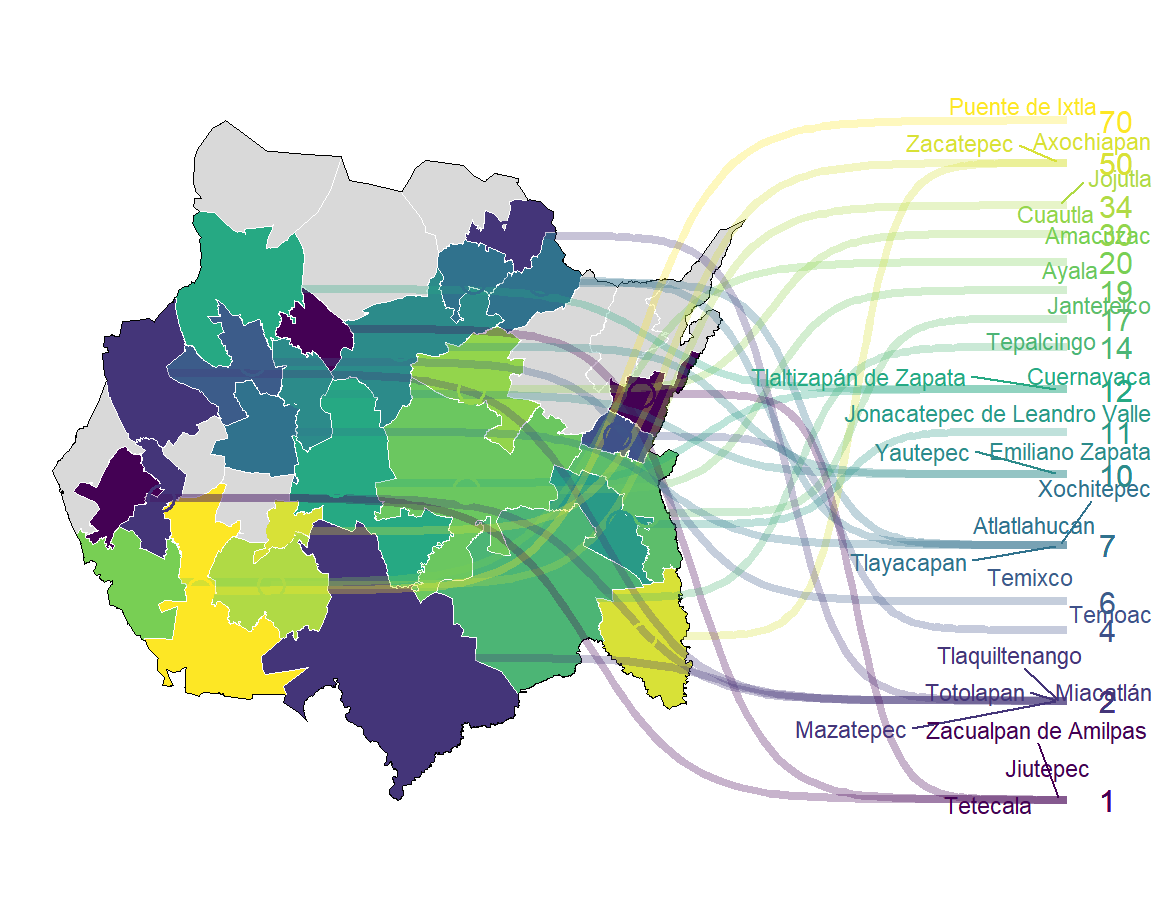 Puente de Ixtla
70
Zacatepec
Axochiapan
50
Jojutla
34
Cuautla
Amacuzac
30
20
Ayala
19
Jantetelco
17
Tepalcingo
14
Tlaltizapán de Zapata
Cuernavaca
12
Jonacatepec de Leandro Valle
11
Yautepec
Emiliano Zapata
10
Xochitepec
Atlatlahucan
7
Tlayacapan
Temixco
6
Temoac
4
Tlaquiltenango
Totolapan
Miacatlán
2
Mazatepec
Zacualpan de Amilpas
Jiutepec
1
Tetecala